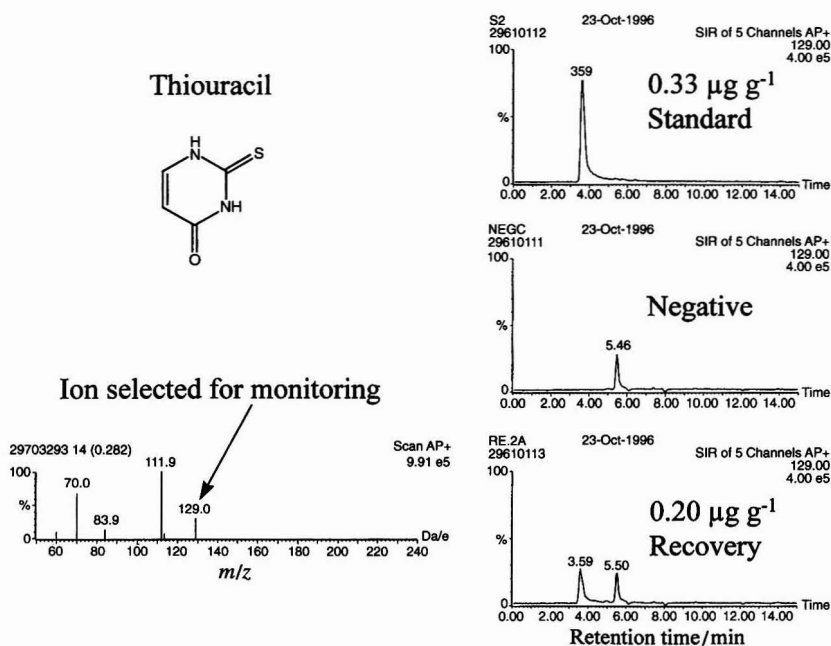 Thiouracil
H
N
S
NH
O
Ion selected for monitoring
29703293 14 (0.282)
Scan AP+
9.91 e5
100
%
0
70.0
83.9
111.9
129.0
Da/e
60 80 100 120 140 160 180 200 220 240
m/z
S2 23-Oct-1996
29610112 SIR of 5 Channels AP+
129.00
4.00 e5
100
359
0.33 µg g⁻¹
Standard
%
0
Time
0.00 2.00 4.00 6.00 8.00 10.00 12.00 14.00
NEGC 23-Oct-1996
29610111 SIR of 5 Channels AP+
129.00
4.00 e5
100
Negative
%
5.46
0
Time
0.00 2.00 4.00 6.00 8.00 10.00 12.00 14.00
RE.2A 23-Oct-1996
29610113 SIR of 5 Channels AP+
129.00
4.00 e5
100
0.20 µg g⁻¹
Recovery
%
3.59 5.50
0
Time
0.00 2.00 4.00 6.00 8.00 10.00 12.00 14.00
Retention time/min